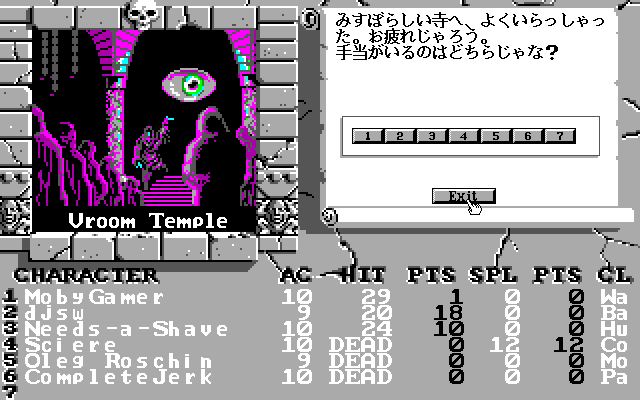 みすぼらしい寺へ、よくいらっしゃっ
た。お疲れじゃろう。
手当がいるのはどちらじゃな?
1 2 3 4 5 6 7
Exit
Vroom Temple
CHARACTER AC HIT PTS SPL PTS CL
1 MobyGamer 10 29 1 0 0 Wa
2 dJsw 9 20 18 0 0 Ba
3 Needs-a-Shave 10 24 10 0 0 Hu
4 Sciere 10 DEAD 0 12 12 Co
5 Oleg Roschin 9 DEAD 0 0 0 Mo
6 CompleteJerk 10 DEAD 0 0 0 Pa
7